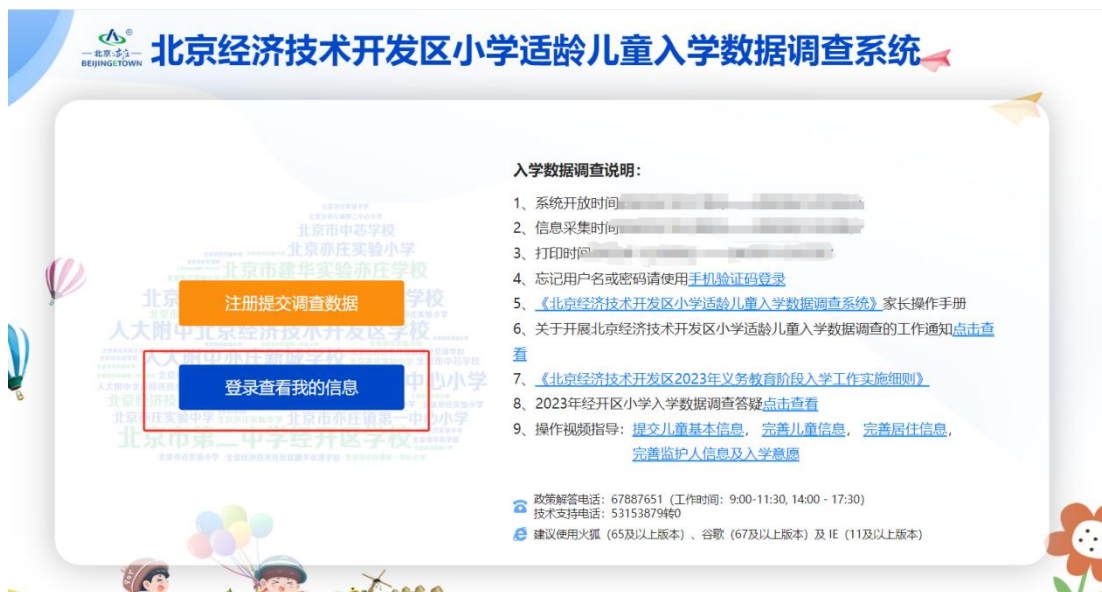 北京亦庄
BEIJINGETOWN
北京经济技术开发区小学适龄儿童入学数据调查系统
北京市中芯学校
北京亦庄实验小学
北京市建华实验亦庄学校
注册提交调查数据
学校
人大附中北京经济技术开发区学校
人大附中亦庄新城学校
登录查看我的信息
中心小学
北京亦庄实验中学
北京市亦庄镇第一中心小学
北京市第二中学经开区学校
入学数据调查说明:
1、系统开放时间
2、信息采集时间
3、打印时间
4、忘记用户名或密码请使用手机验证码登录
5、《北京经济技术开发区小学适龄儿童入学数据调查系统》家长操作手册
6、关于开展北京经济技术开发区小学适龄儿童入学数据调查的工作通知点击查
看
7、《北京经济技术开发区2023年义务教育阶段入学工作实施细则》
8、2023年经开区小学入学数据调查答疑点击查看
9、操作视频指导: 提交儿童基本信息, 完善儿童信息, 完善居住信息,
完善监护人信息及入学意愿
政策解答电话: 67887651 (工作时间: 9:00-11:30, 14:00 - 17:30)
技术支持电话: 53153879转0
建议使用火狐 (65及以上版本) 、谷歌 (67及以上版本) 及 IE (11及以上版本)